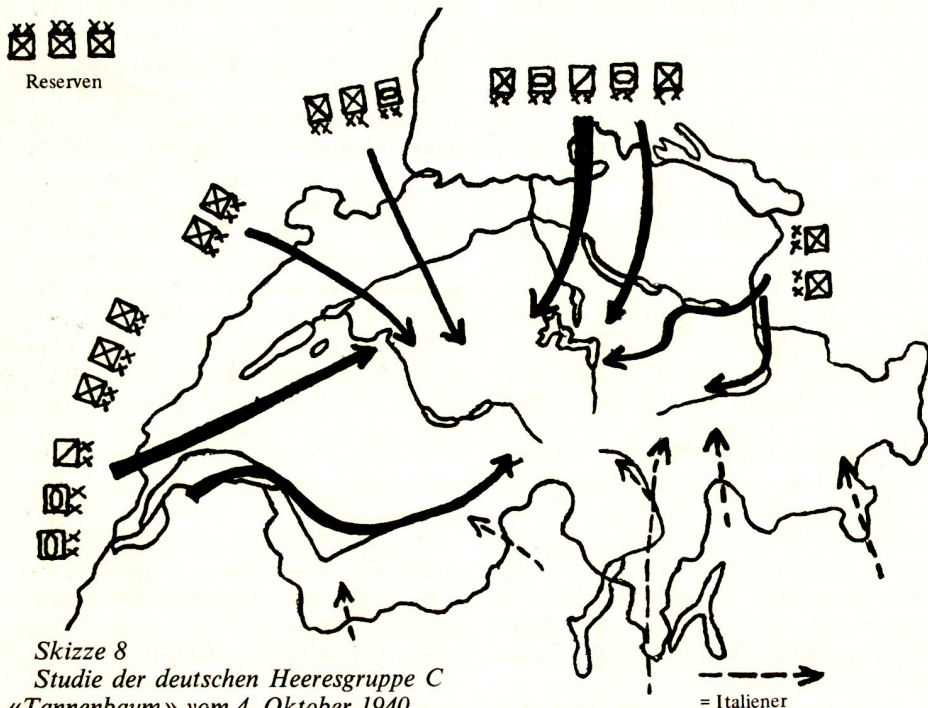 Reserven
Skizze 8
Studie der deutschen Heeresgruppe C
«Tannenbaum» vom 4. Oktober 1940
= Italiener